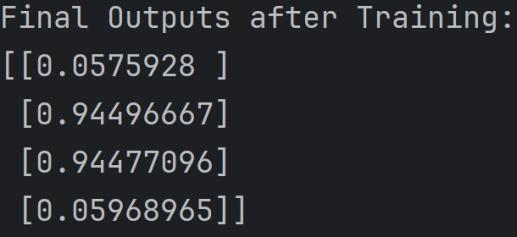 Final Outputs after Training:
[[0.0575928 ]
 [0.94496667]
 [0.94477096]
 [0.05968965]]